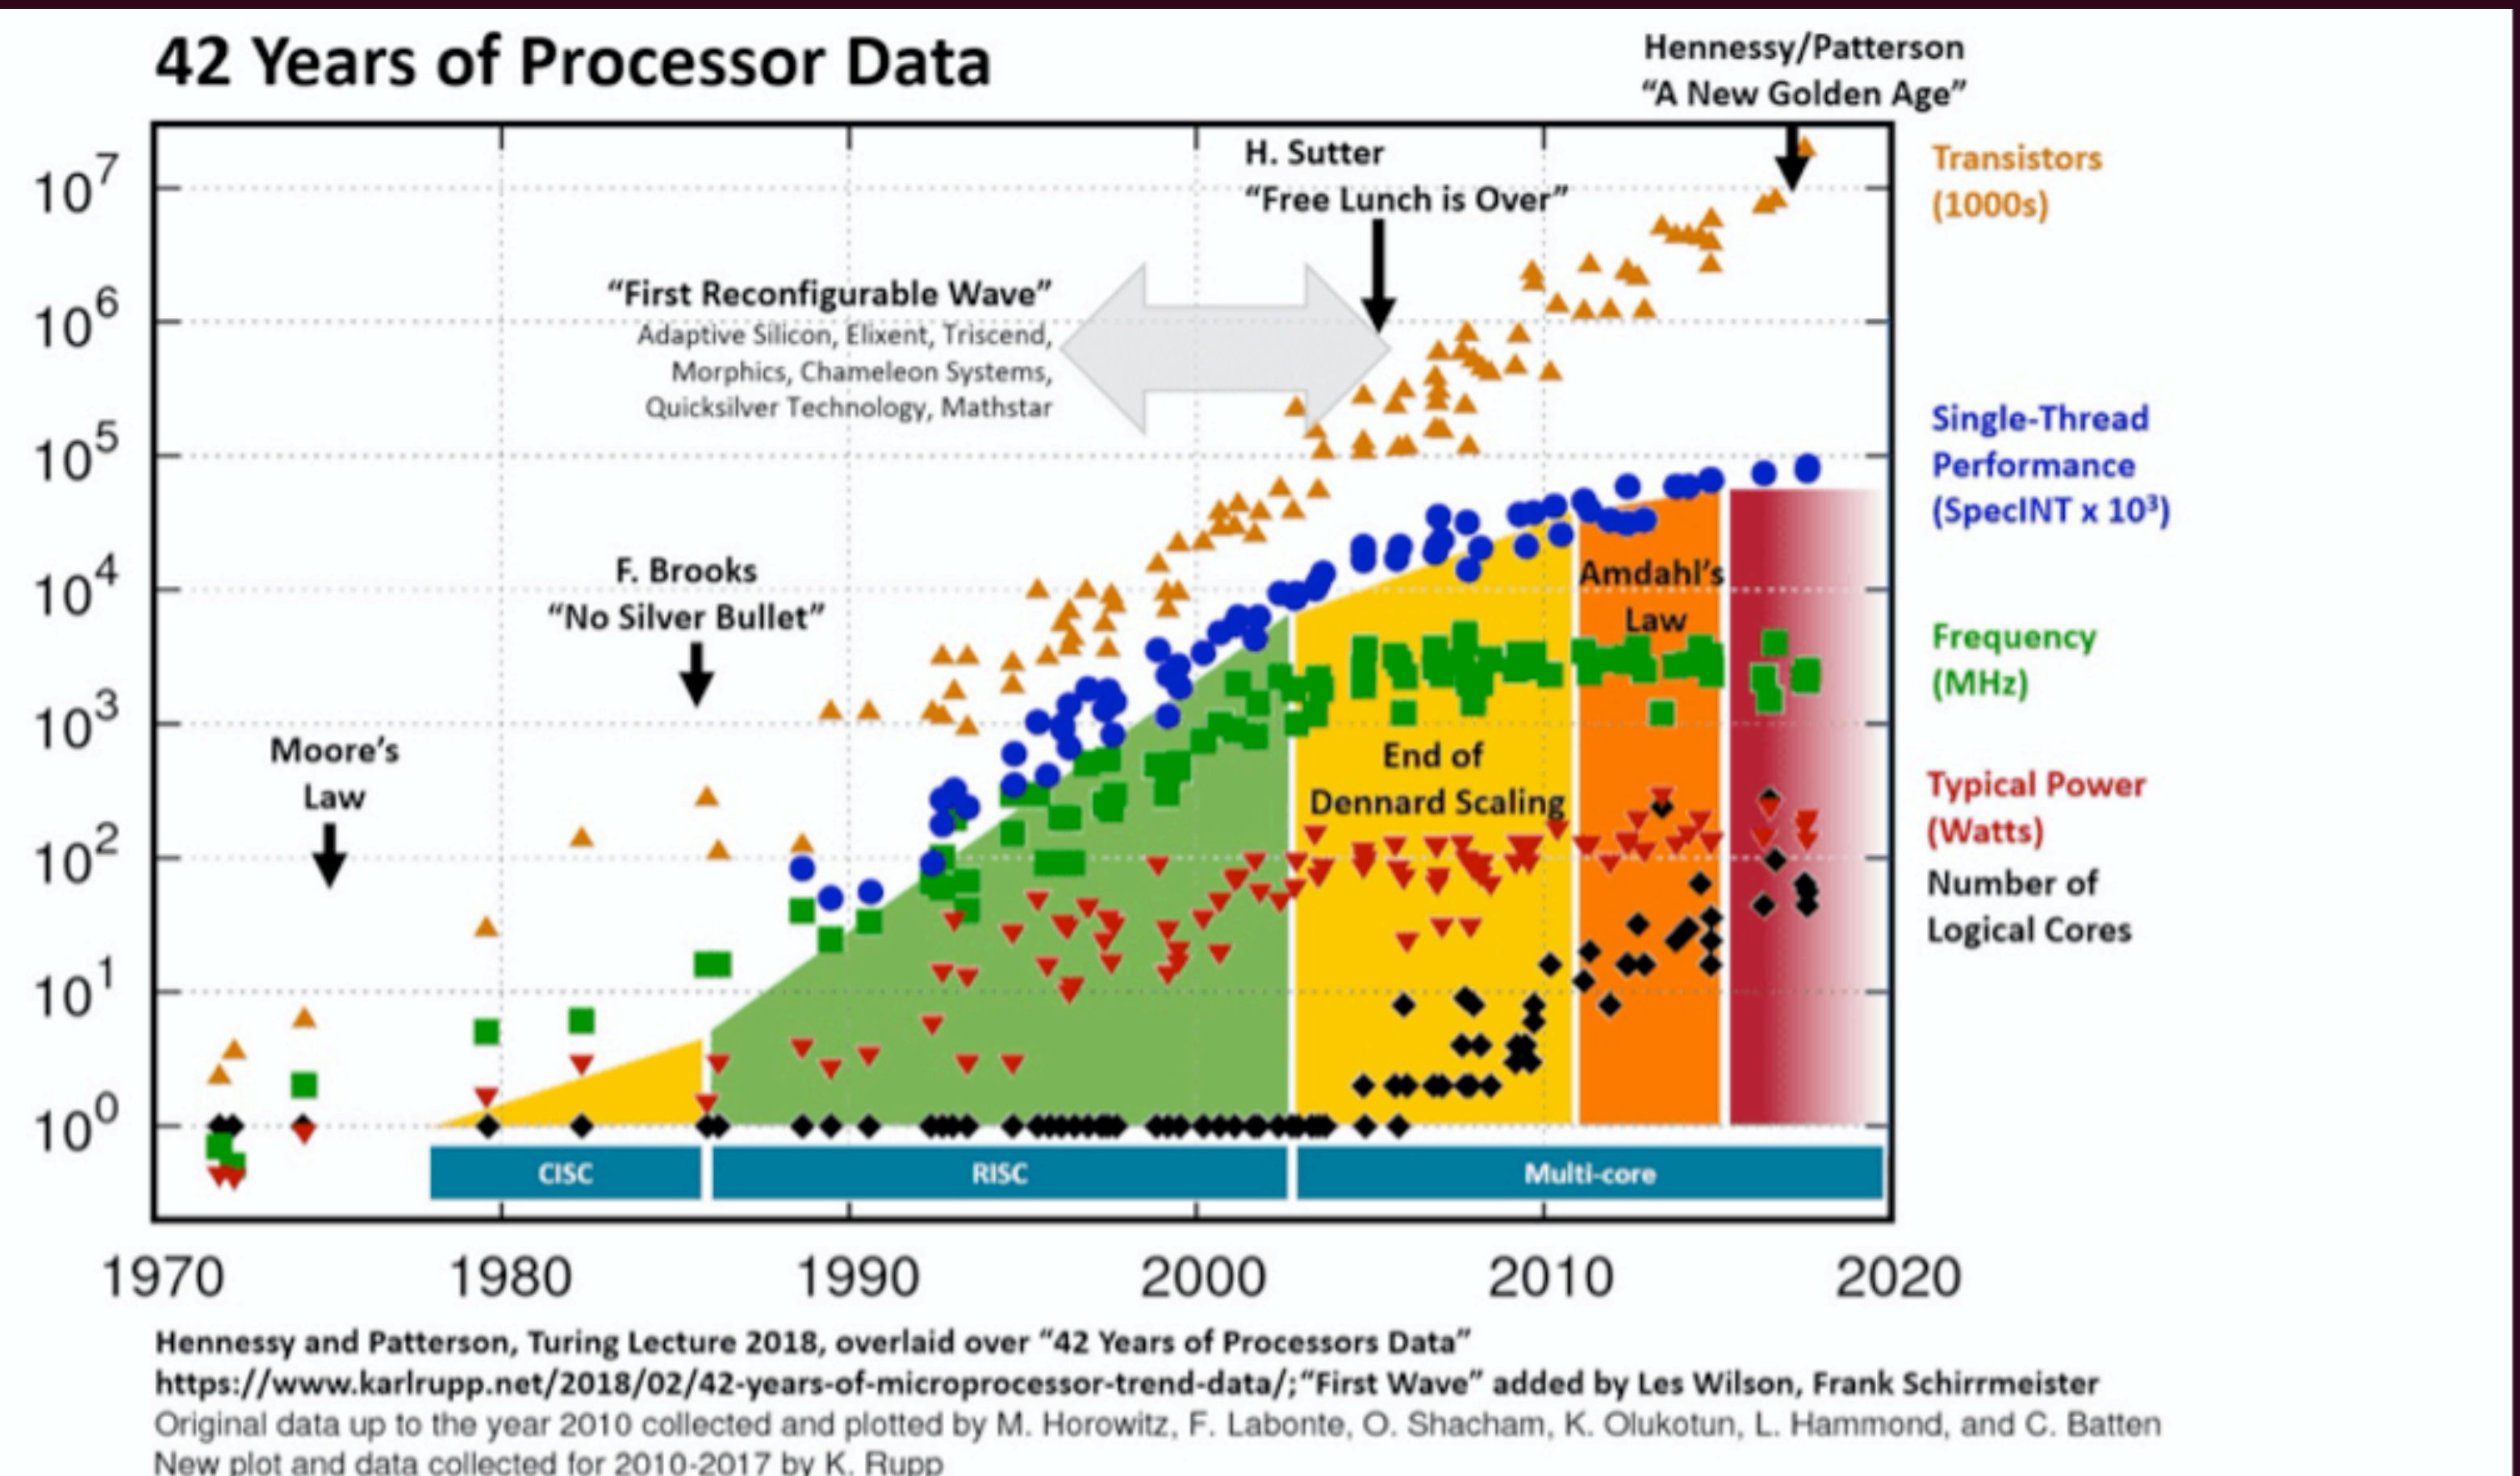 42 Years of Processor Data
Hennessy/Patterson
“A New Golden Age”
H. Sutter
“Free Lunch is Over”
“First Reconfigurable Wave”
Adaptive Silicon, Elixent, Triscend,
Morphics, Chameleon Systems,
Quicksilver Technology, Mathstar
F. Brooks
“No Silver Bullet”
Moore’s
Law
10⁷
10⁶
10⁵
10⁴
10³
10²
10¹
10⁰
Amdahl’s
Law
End of
Dennard Scaling
Transistors
(1000s)
Single-Thread
Performance
(SpecINT x 10³)
Frequency
(MHz)
Typical Power
(Watts)
Number of
Logical Cores
CISC
RISC
Multi-core
1970
1980
1990
2000
2010
2020
Hennessy and Patterson, Turing Lecture 2018, overlaid over “42 Years of Processors Data”
https://www.karlrupp.net/2018/02/42-years-of-microprocessor-trend-data/; “First Wave” added by Les Wilson, Frank Schirrmeister
Original data up to the year 2010 collected and plotted by M. Horowitz, F. Labonte, O. Shacham, K. Olukotun, L. Hammond, and C. Batten
New plot and data collected for 2010-2017 by K. Rupp